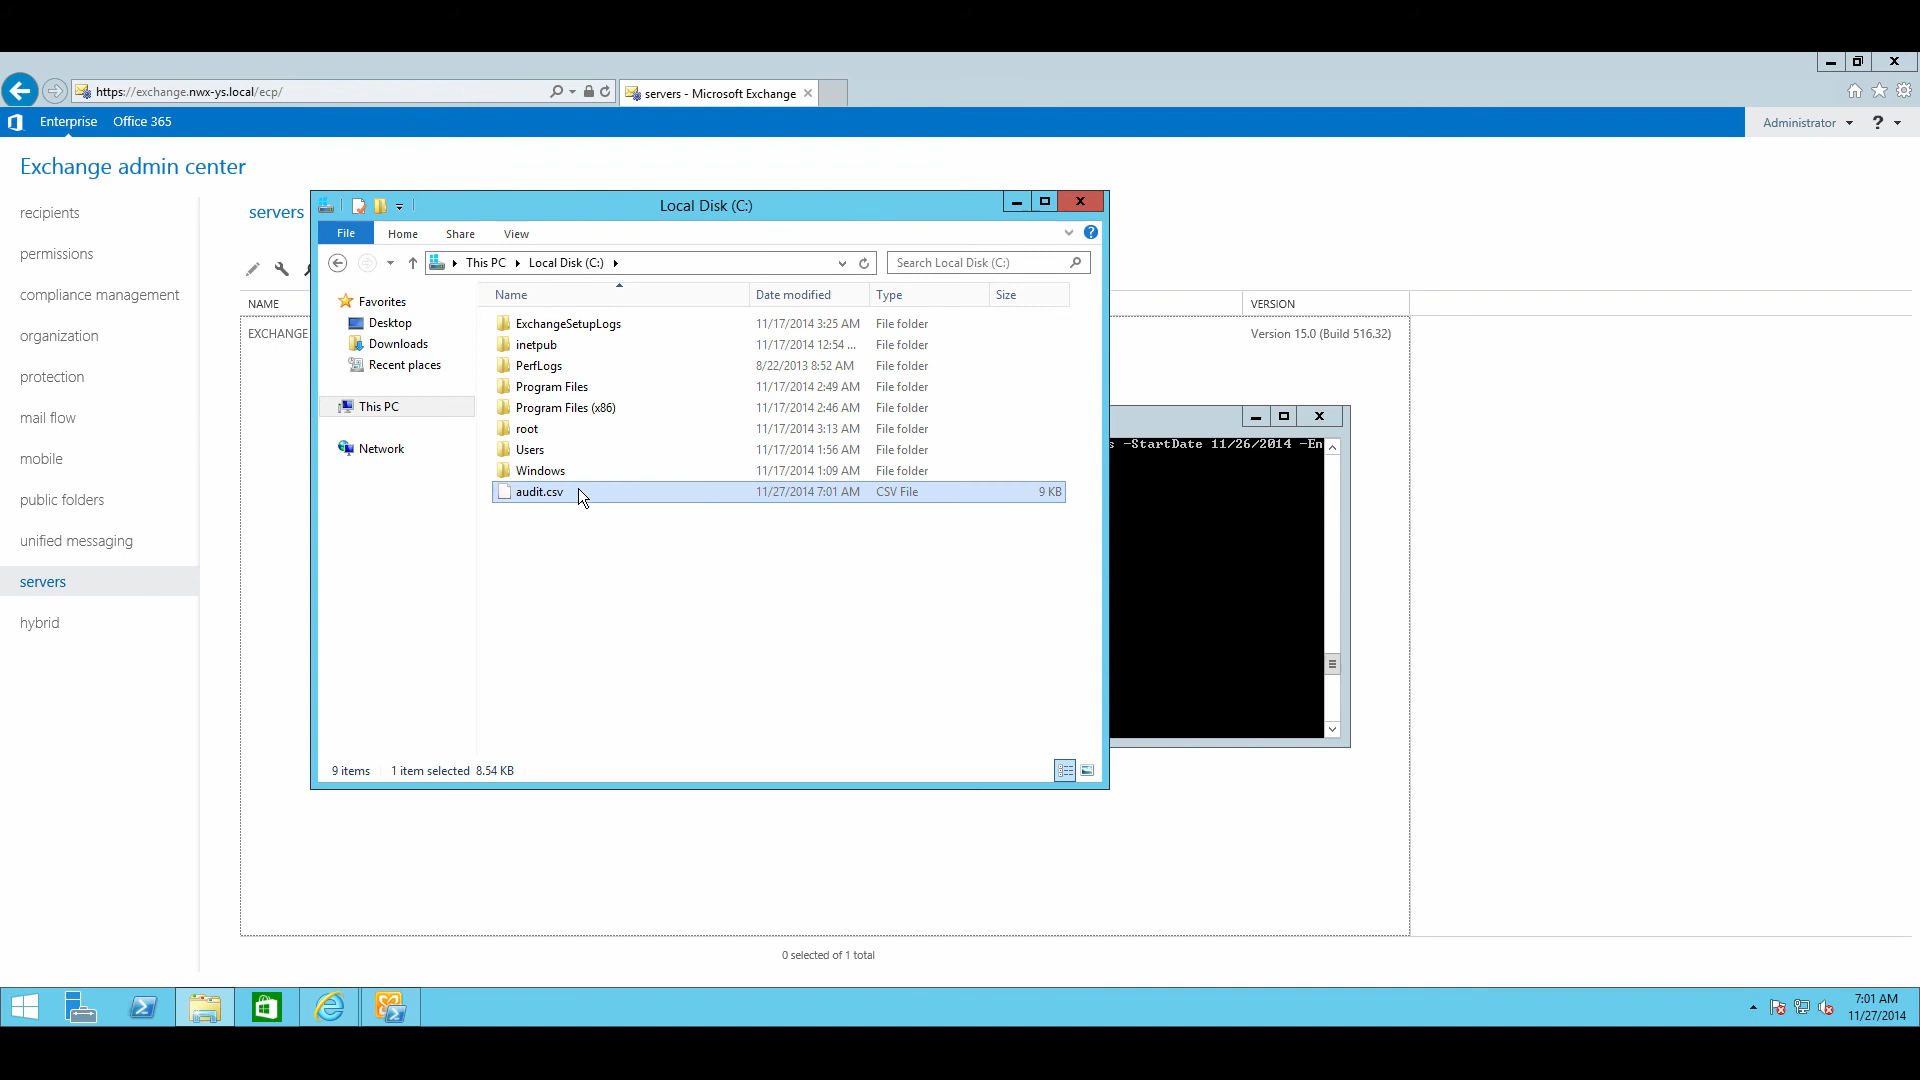 https://exchange.nwx-ys.local/ecp/
servers - Microsoft Exchange
Enterprise
Office 365
Administrator
?
Exchange admin center
recipients
permissions
compliance management
organization
protection
mail flow
mobile
public folders
unified messaging
servers
hybrid
servers
NAME
VERSION
EXCHANGE
Version 15.0 (Build 516.32)
0 selected of 1 total
Local Disk (C:)
File Home Share View
?
This PC Local Disk (C:)
Search Local Disk (C:)
Favorites
Desktop
Downloads
Recent places
This PC
Network
Name Date modified Type Size
ExchangeSetupLogs 11/17/2014 3:25 AM File folder
inetpub 11/17/2014 12:54 ... File folder
PerfLogs 8/22/2013 8:52 AM File folder
Program Files 11/17/2014 2:49 AM File folder
Program Files (x86) 11/17/2014 2:46 AM File folder
root 11/17/2014 3:13 AM File folder
Users 11/17/2014 1:56 AM File folder
Windows 11/17/2014 1:09 AM File folder
audit.csv 11/27/2014 7:01 AM CSV File 9 KB
9 items 1 item selected 8.54 KB
s -StartDate 11/26/2014 -En
7:01 AM
11/27/2014